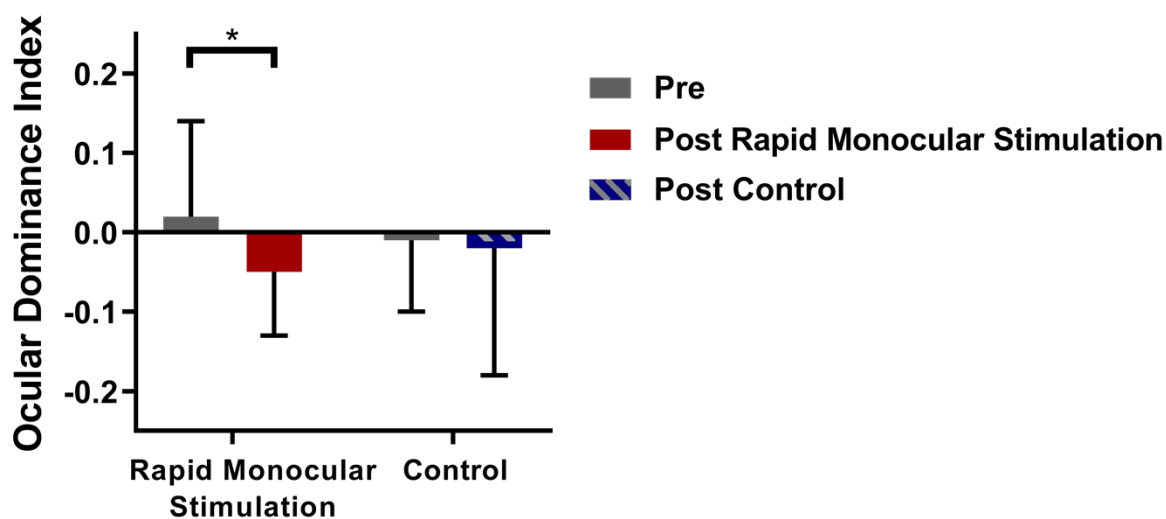 Ocular Dominance Index
0.2
0.1
0.0
-0.1
-0.2
*
Rapid Monocular
Stimulation
Control
Pre
Post Rapid Monocular Stimulation
Post Control